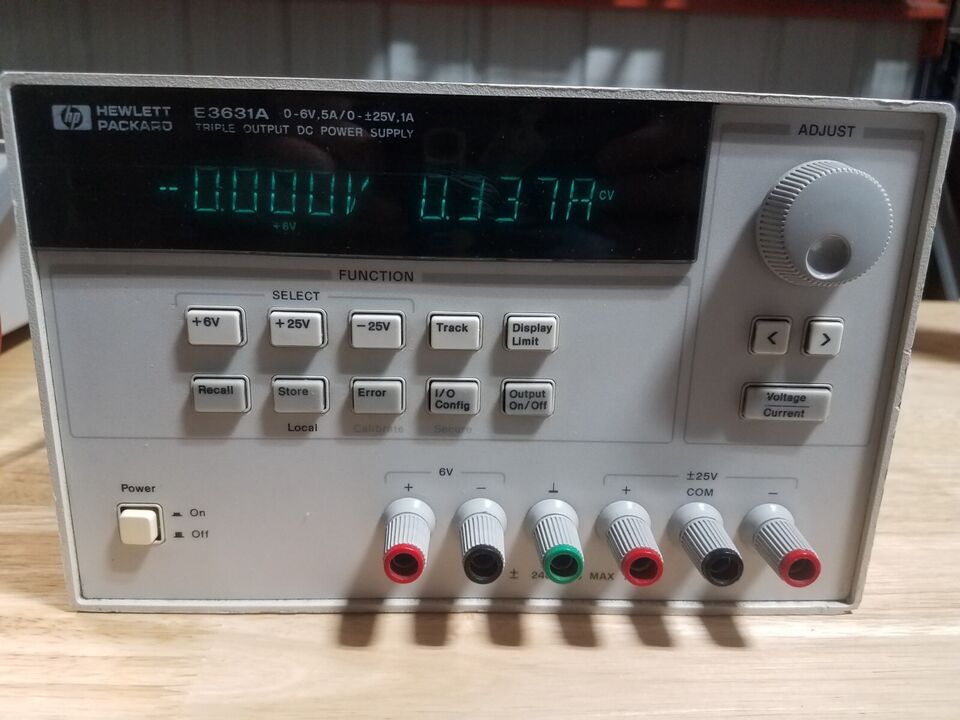 hp HEWLETT PACKARD
E3631A 0-6V,5A/0-±25V,1A
TRIPLE OUTPUT DC POWER SUPPLY
-0.000V 0.337A CV
+6V
ADJUST
FUNCTION
SELECT
+6V +25V -25V Track Display Limit
Recall Store Error I/O Config Output On/Off
Local Calibrate Secure
< >
Voltage
Current
Power
On
Off
6V
+ -
±25V
+ COM -
± 24 MAX